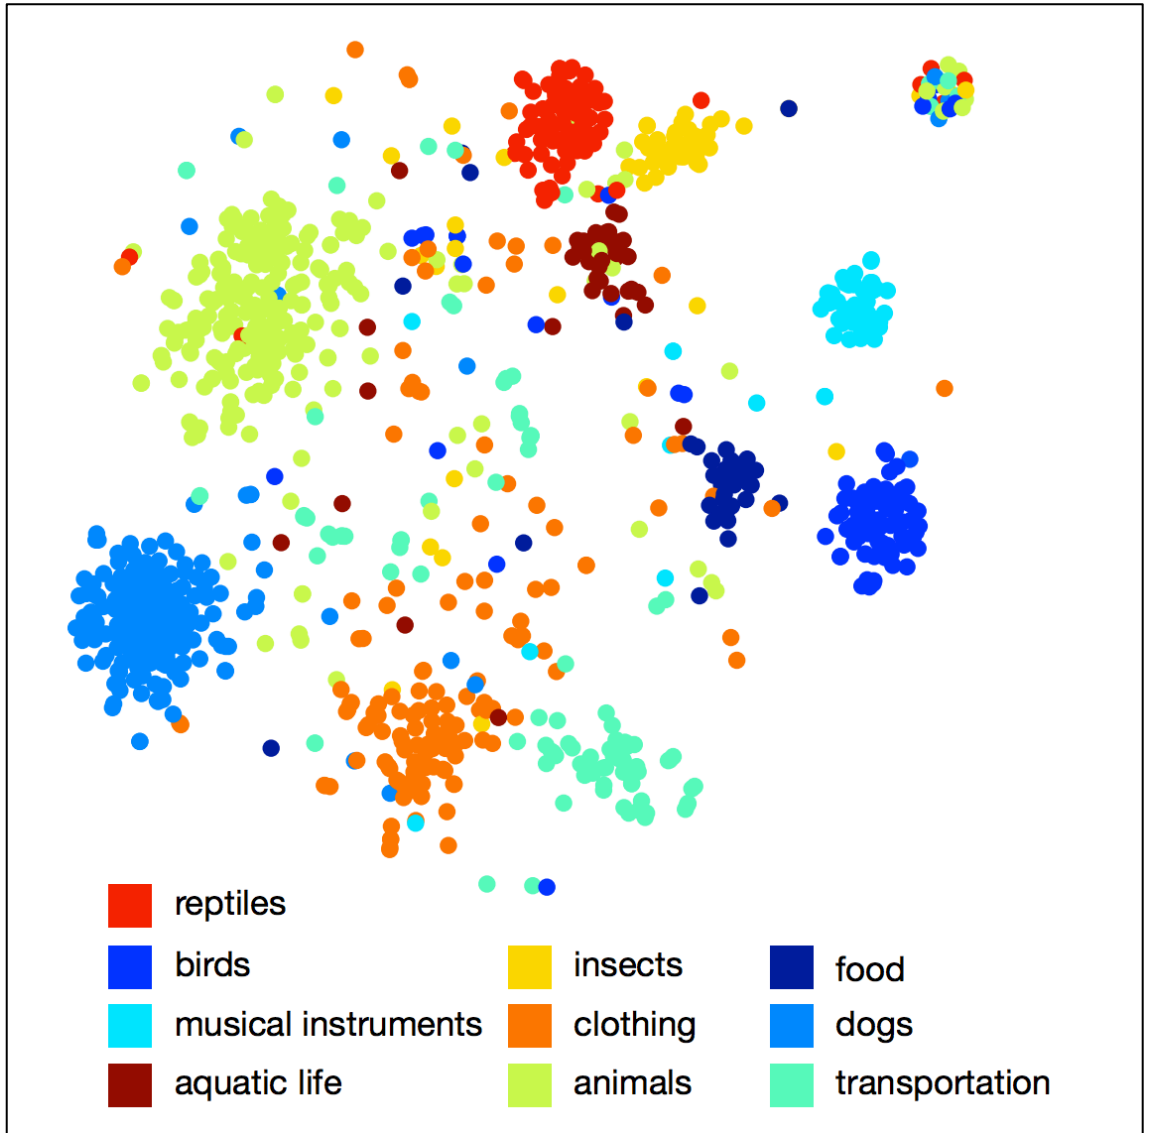 reptiles
birds
insects
food
musical instruments
clothing
dogs
aquatic life
animals
transportation